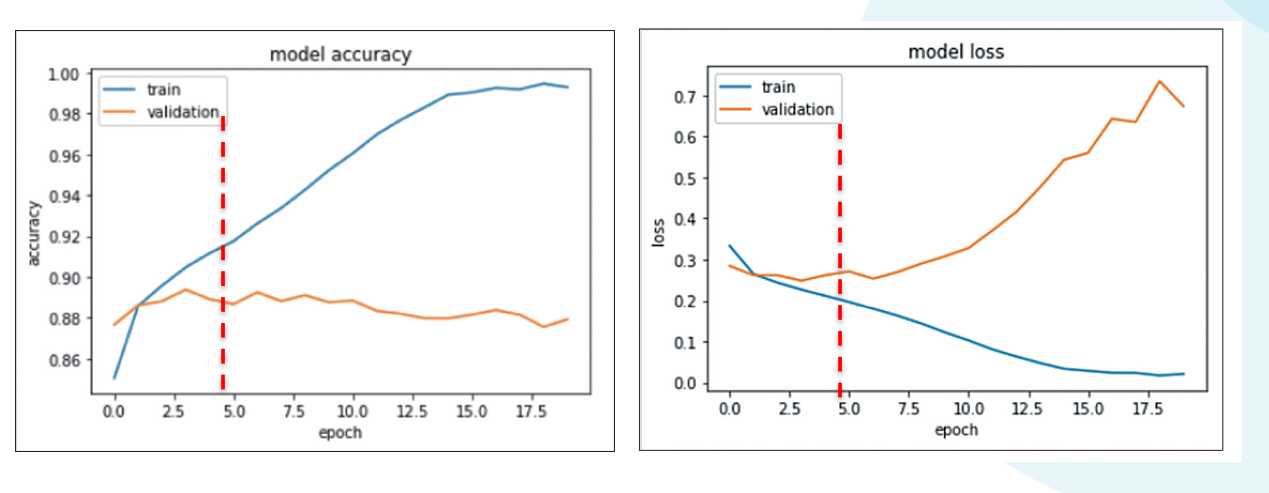 model accuracy
train
validation
1.00
0.98
0.96
0.94
0.92
0.90
0.88
0.86
accuracy
0.0 2.5 5.0 7.5 10.0 12.5 15.0 17.5
epoch
model loss
train
validation
0.7
0.6
0.5
0.4
0.3
0.2
0.1
0.0
loss
0.0 2.5 5.0 7.5 10.0 12.5 15.0 17.5
epoch